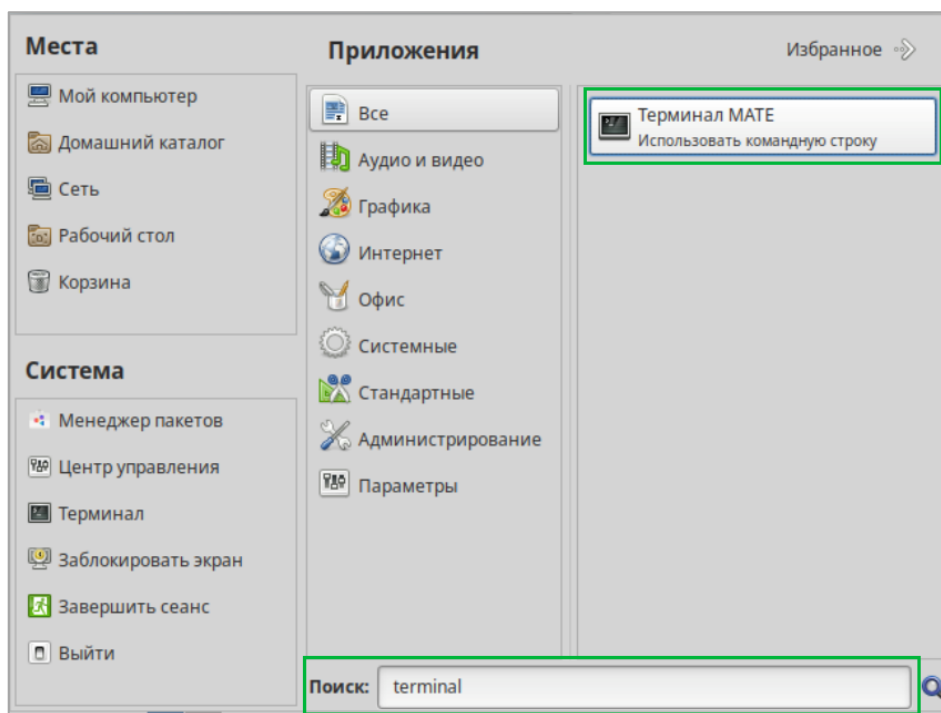 Места
Мой компьютер
Домашний каталог
Сеть
Рабочий стол
Корзина
Система
Менеджер пакетов
Центр управления
Терминал
Заблокировать экран
Завершить сеанс
Выйти
Приложения
Избранное
Все
Аудио и видео
Графика
Интернет
Офис
Системные
Стандартные
Администрирование
Параметры
Терминал MATE
Использовать командную строку
Поиск: terminal